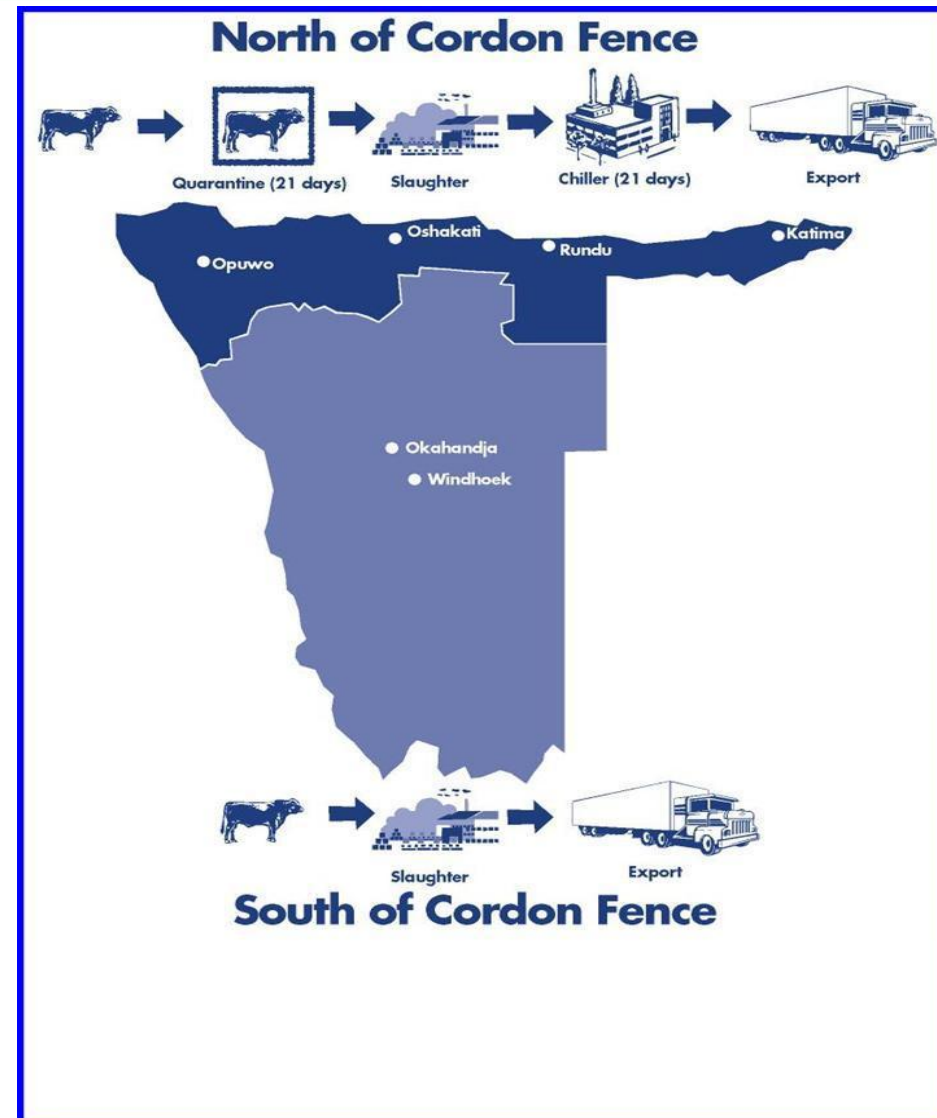 North of Cordon Fence
Quarantine (21 days)
Slaughter
Chiller (21 days)
Export
Oshakati
Katima
Rundu
Opuwo
Okahandja
Windhoek
Slaughter
Export
South of Cordon Fence